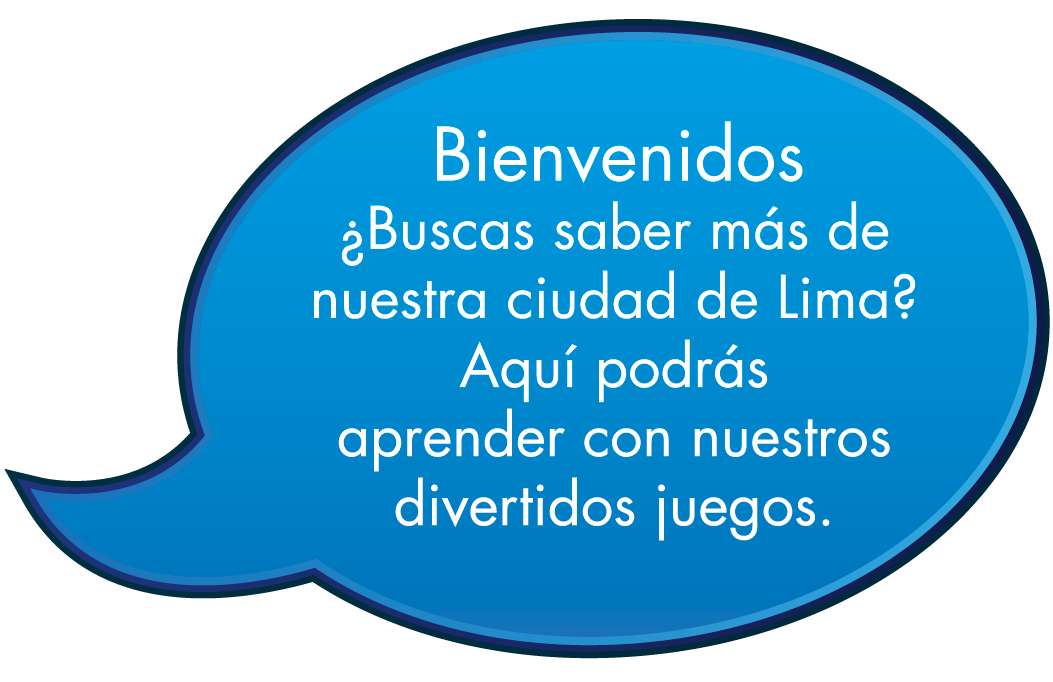 Bienvenidos
¿Buscas saber más de
nuestra ciudad de Lima?
Aquí podrás
aprender con nuestros
divertidos juegos.